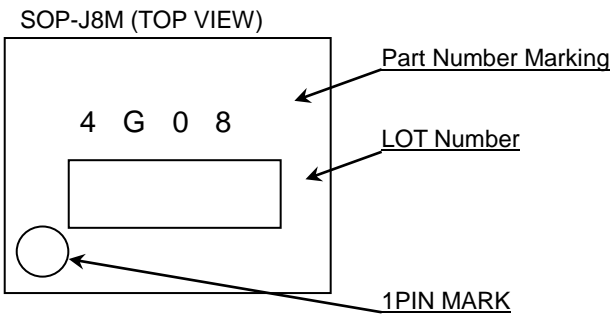 SOP-J8M (TOP VIEW)
Part Number Marking
4 G 0 8
LOT Number
1PIN MARK